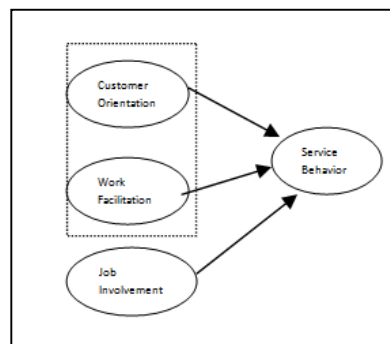 Customer
Orientation
Service
Behavior
Work
Facilitation
Job
Involvement